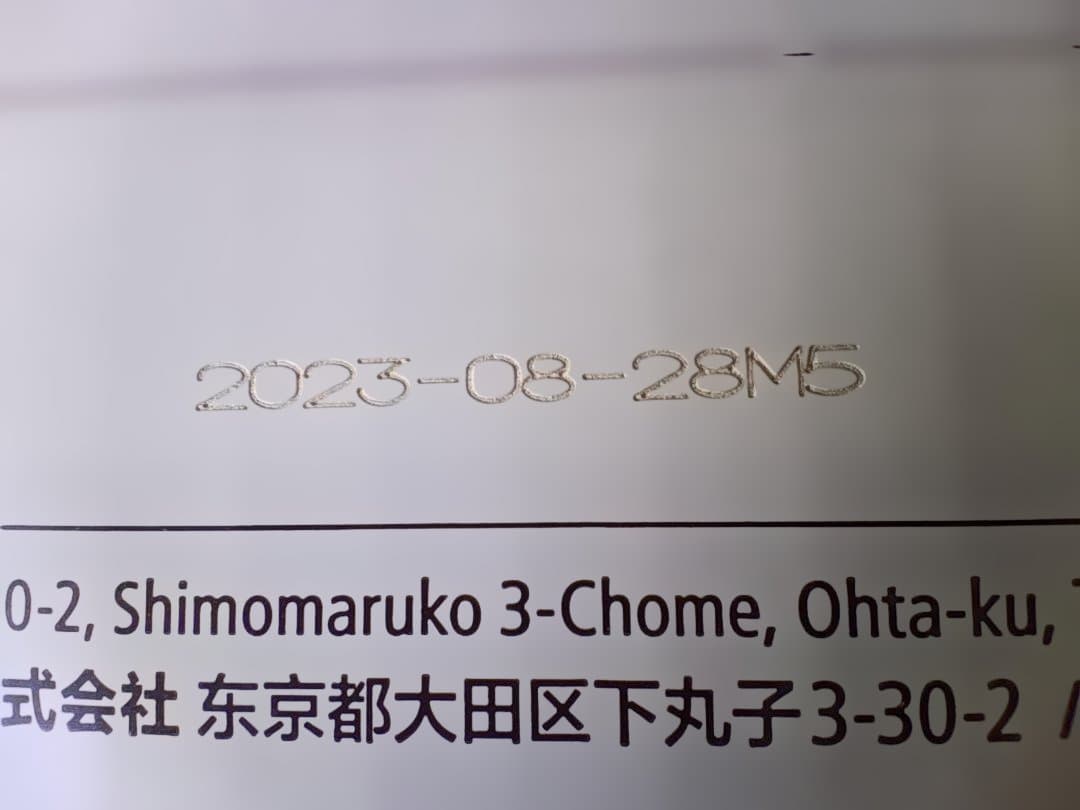 2023-08-28M5
0-2, Shimomaruko 3-Chome, Ohta-ku,
式会社 东京都大田区下丸子3-30-2 /